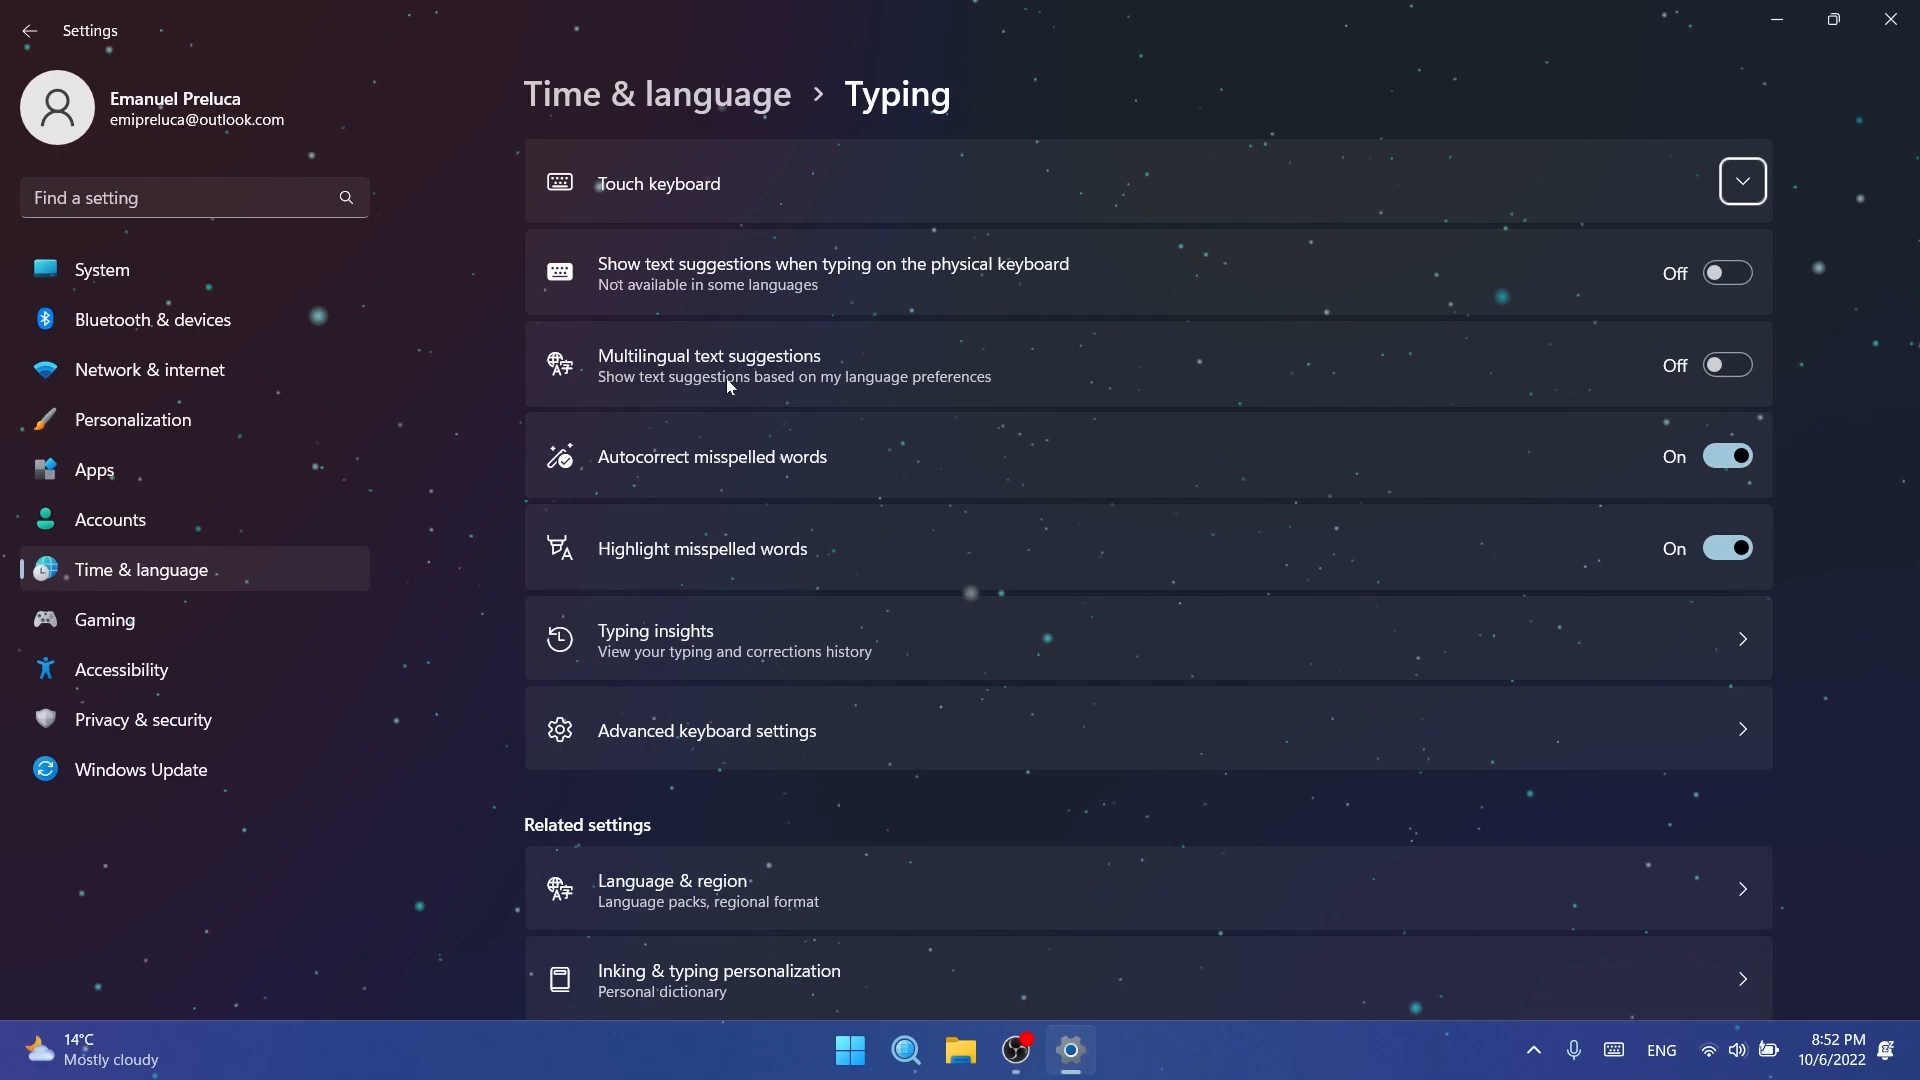 Settings
Emanuel Preluca
emipreluca@outlook.com
Find a setting
System
Bluetooth & devices
Network & internet
Personalization
Apps
Accounts
Time & language
Gaming
Accessibility
Privacy & security
Windows Update
Time & language > Typing
Touch keyboard
Show text suggestions when typing on the physical keyboard
Not available in some languages
Off
Multilingual text suggestions
Show text suggestions based on my language preferences
Off
Autocorrect misspelled words
On
Highlight misspelled words
On
Typing insights
View your typing and corrections history
Advanced keyboard settings
Related settings
Language & region
Language packs, regional format
Inking & typing personalization
Personal dictionary
14°C
Mostly cloudy
ENG
8:52 PM
10/6/2022